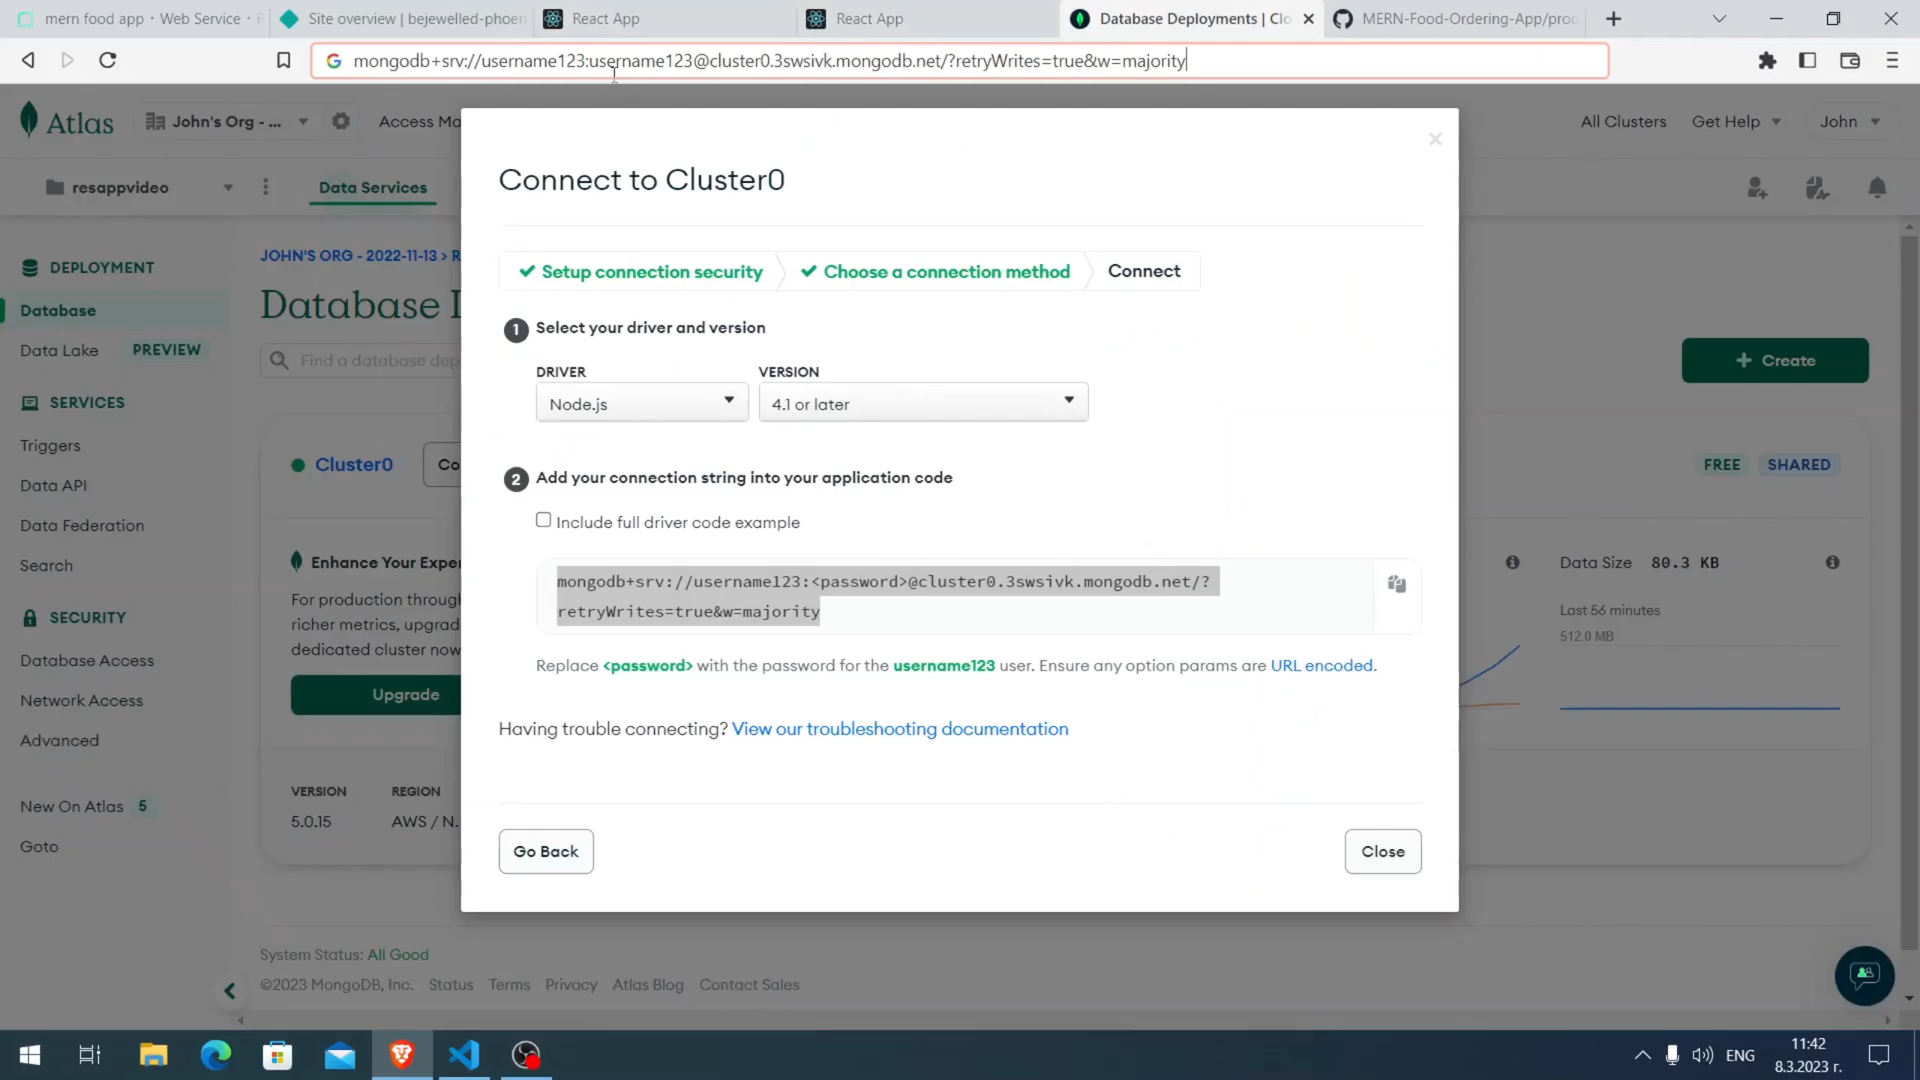 mern food app · Web Service ·
Site overview | bejewelled-phoen
React App
React App
Database Deployments | Clo
MERN-Food-Ordering-App/prod
mongodb+srv://username123:username123@cluster0.3swsivk.mongodb.net/?retryWrites=true&w=majority
Atlas
John's Org - ...
Access Ma
All Clusters
Get Help
John
resappvideo
Data Services
DEPLOYMENT
Database
Data Lake PREVIEW
SERVICES
Triggers
Data API
Data Federation
Search
SECURITY
Database Access
Network Access
Advanced
New On Atlas 5
Goto
JOHN'S ORG - 2022-11-13 > R
Database D
Find a database dep
+ Create
Cluster0
Co
FREE SHARED
Enhance Your Exper
For production through
richer metrics, upgrad
dedicated cluster now
Upgrade
VERSION
5.0.15
REGION
AWS / N.
Data Size 80.3 KB
Last 56 minutes
512.0 MB
Connect to Cluster0
Setup connection security
Choose a connection method
Connect
1 Select your driver and version
DRIVER
Node.js
VERSION
4.1 or later
2 Add your connection string into your application code
Include full driver code example
mongodb+srv://username123:<password>@cluster0.3swsivk.mongodb.net/?
retryWrites=true&w=majority
Replace <password> with the password for the username123 user. Ensure any option params are URL encoded.
Having trouble connecting? View our troubleshooting documentation
Go Back
Close
System Status: All Good
©2023 MongoDB, Inc. Status Terms Privacy Atlas Blog Contact Sales
ENG
11:42
8.3.2023 г.